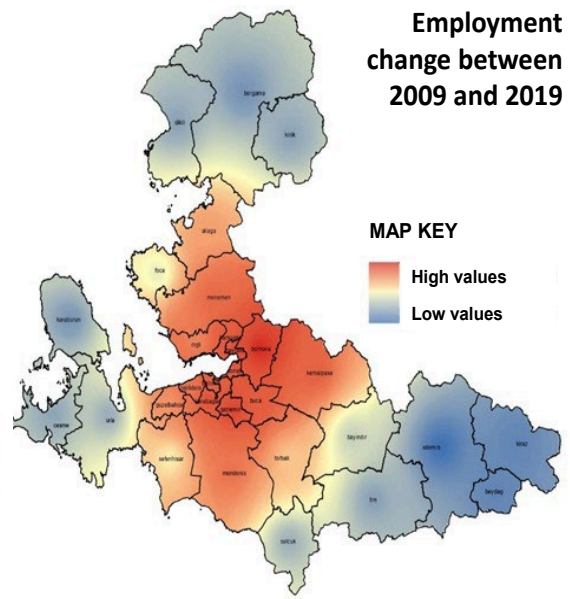 Employment
change between
2009 and 2019
bergama
dikili
kinik
aliaga
MAP KEY
foca
High values
menemen
Low values
karaburun
cigli
bornova
kemalpasa
buca
guzelbahce
cesme
urla
bayindir
odemis
kiraz
seferihisar
torbali
menderes
beydag
tire
selcuk